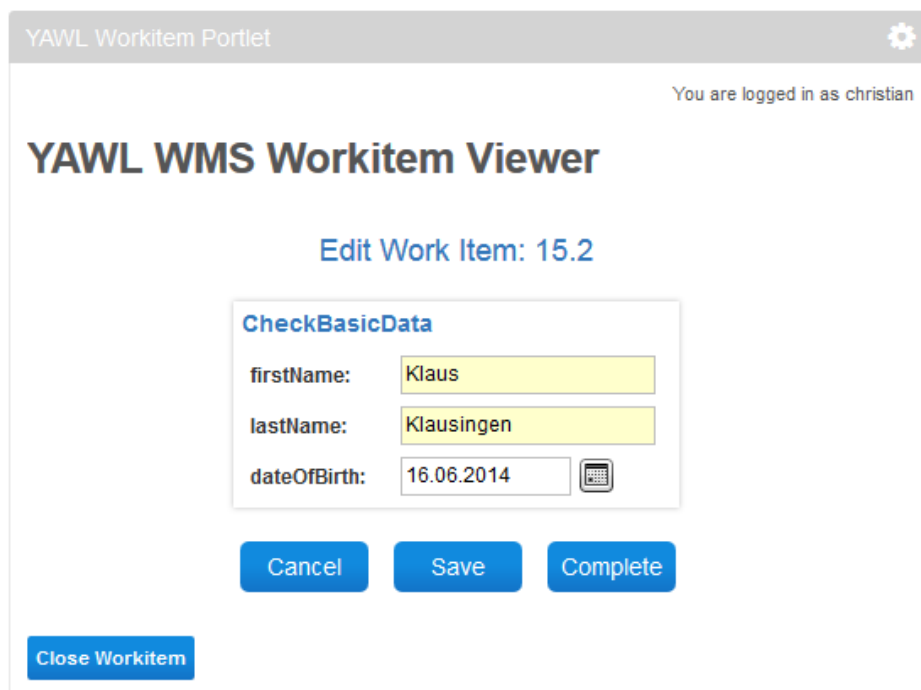 YAWL Workitem Portlet
You are logged in as christian
YAWL WMS Workitem Viewer
Edit Work Item: 15.2
CheckBasicData
firstName: Klaus
lastName: Klausingen
dateOfBirth: 16.06.2014
Cancel Save Complete
Close Workitem